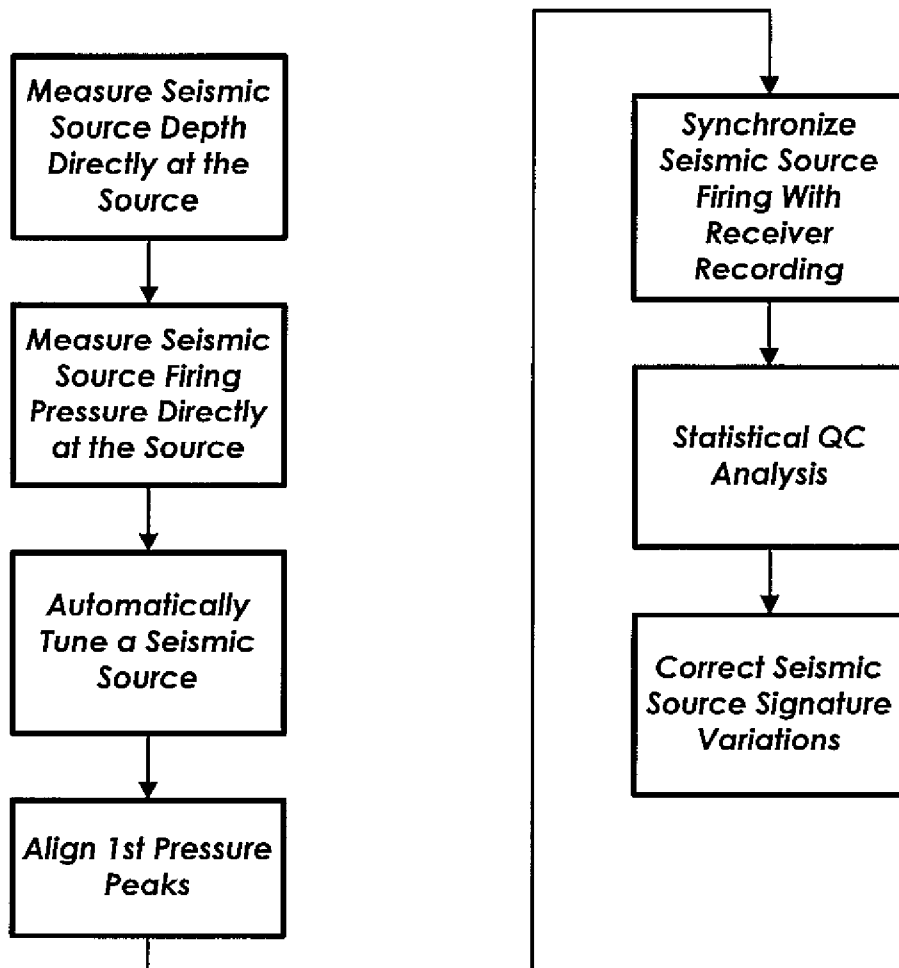 Measure Seismic
Source Depth
Directly at the
Source
Measure Seismic
Source Firing
Pressure Directly
at the Source
Automatically
Tune a Seismic
Source
Align 1st Pressure
Peaks
Synchronize
Seismic Source
Firing With
Receiver
Recording
Statistical QC
Analysis
Correct Seismic
Source Signature
Variations